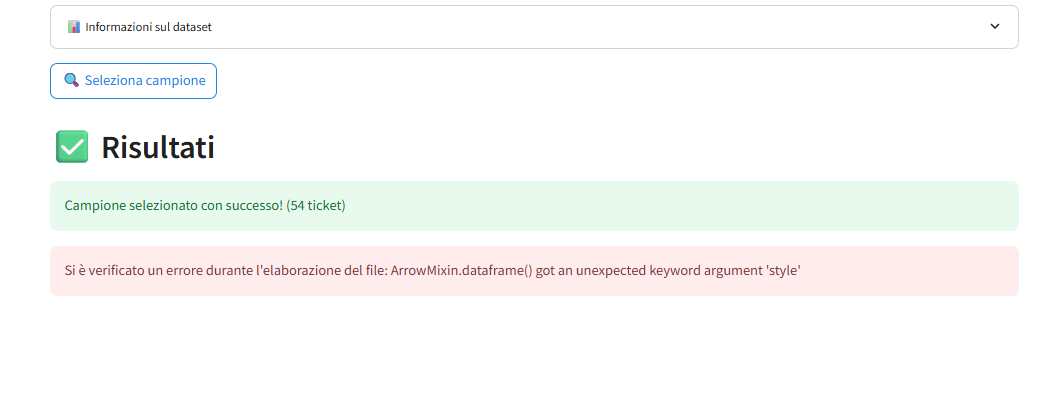 Informazioni sul dataset
Seleziona campione
Risultati
Campione selezionato con successo! (54 ticket)
Si è verificato un errore durante l'elaborazione del file: ArrowMixin.dataframe() got an unexpected keyword argument 'style'